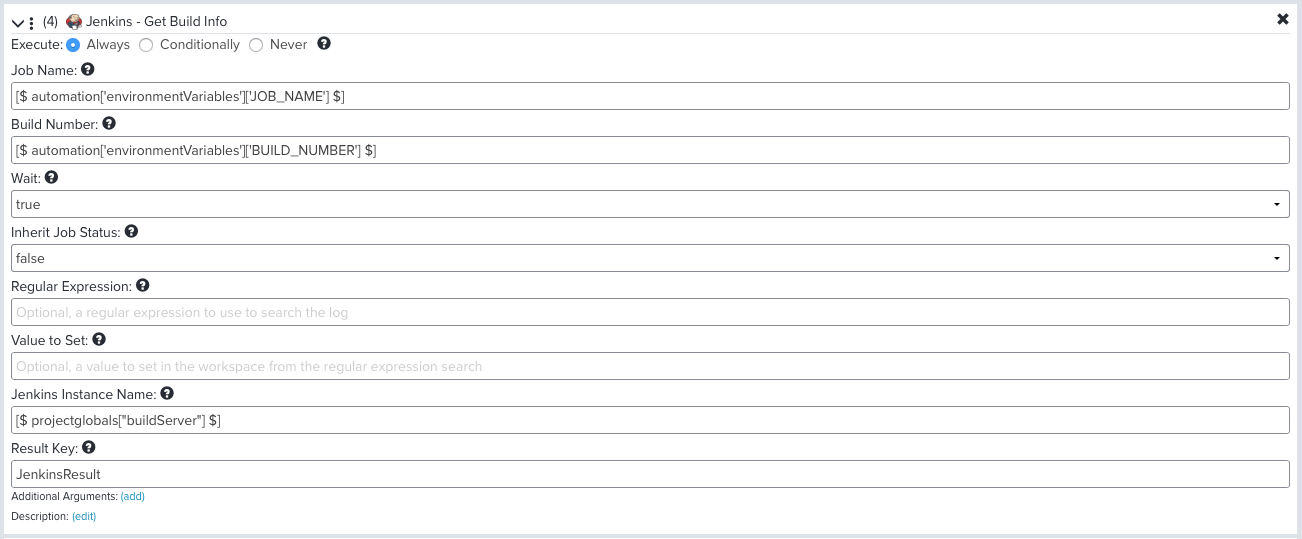 (4) Jenkins - Get Build Info
Execute: Always Conditionally Never
Job Name:
[$ automation['environmentVariables']['JOB_NAME'] $]
Build Number:
[$ automation['environmentVariables']['BUILD_NUMBER'] $]
Wait:
true
Inherit Job Status:
false
Regular Expression:
Optional, a regular expression to use to search the log
Value to Set:
Optional, a value to set in the workspace from the regular expression search
Jenkins Instance Name:
[$ projectglobals["buildServer"] $]
Result Key:
JenkinsResult
Additional Arguments: (add)
Description: (edit)